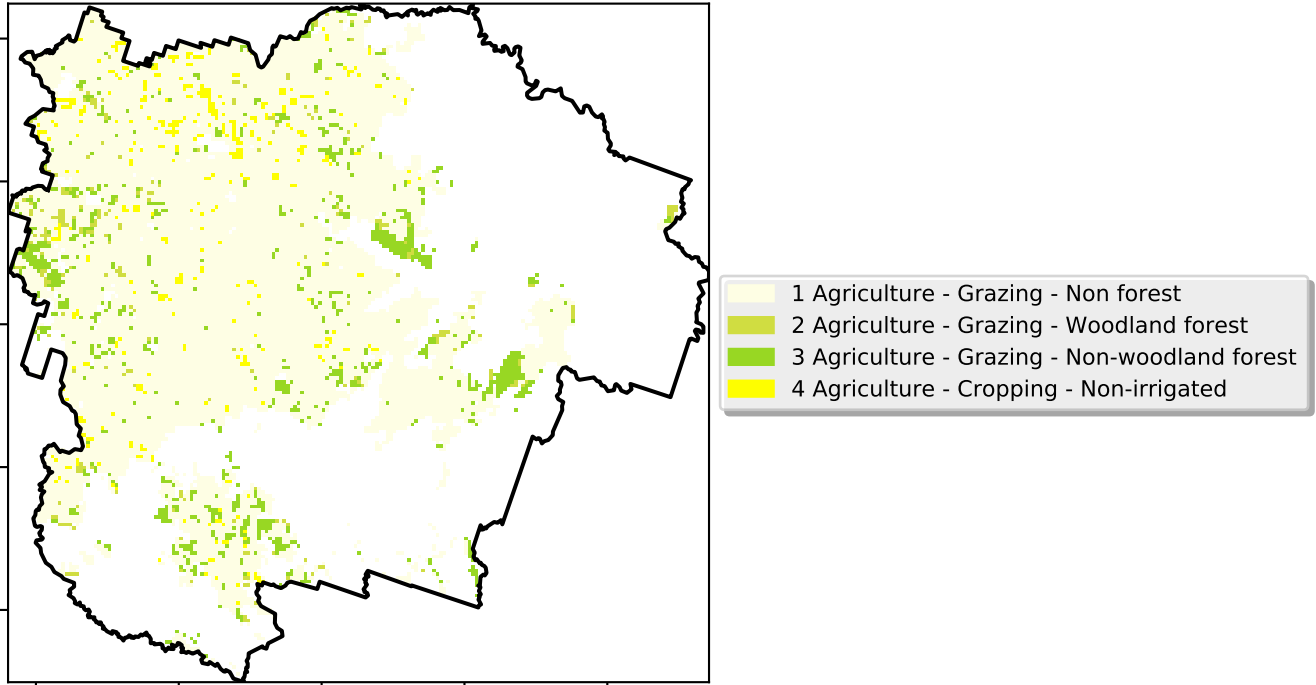 1 Agriculture - Grazing - Non forest
2 Agriculture - Grazing - Woodland forest
3 Agriculture - Grazing - Non-woodland forest
4 Agriculture - Cropping - Non-irrigated